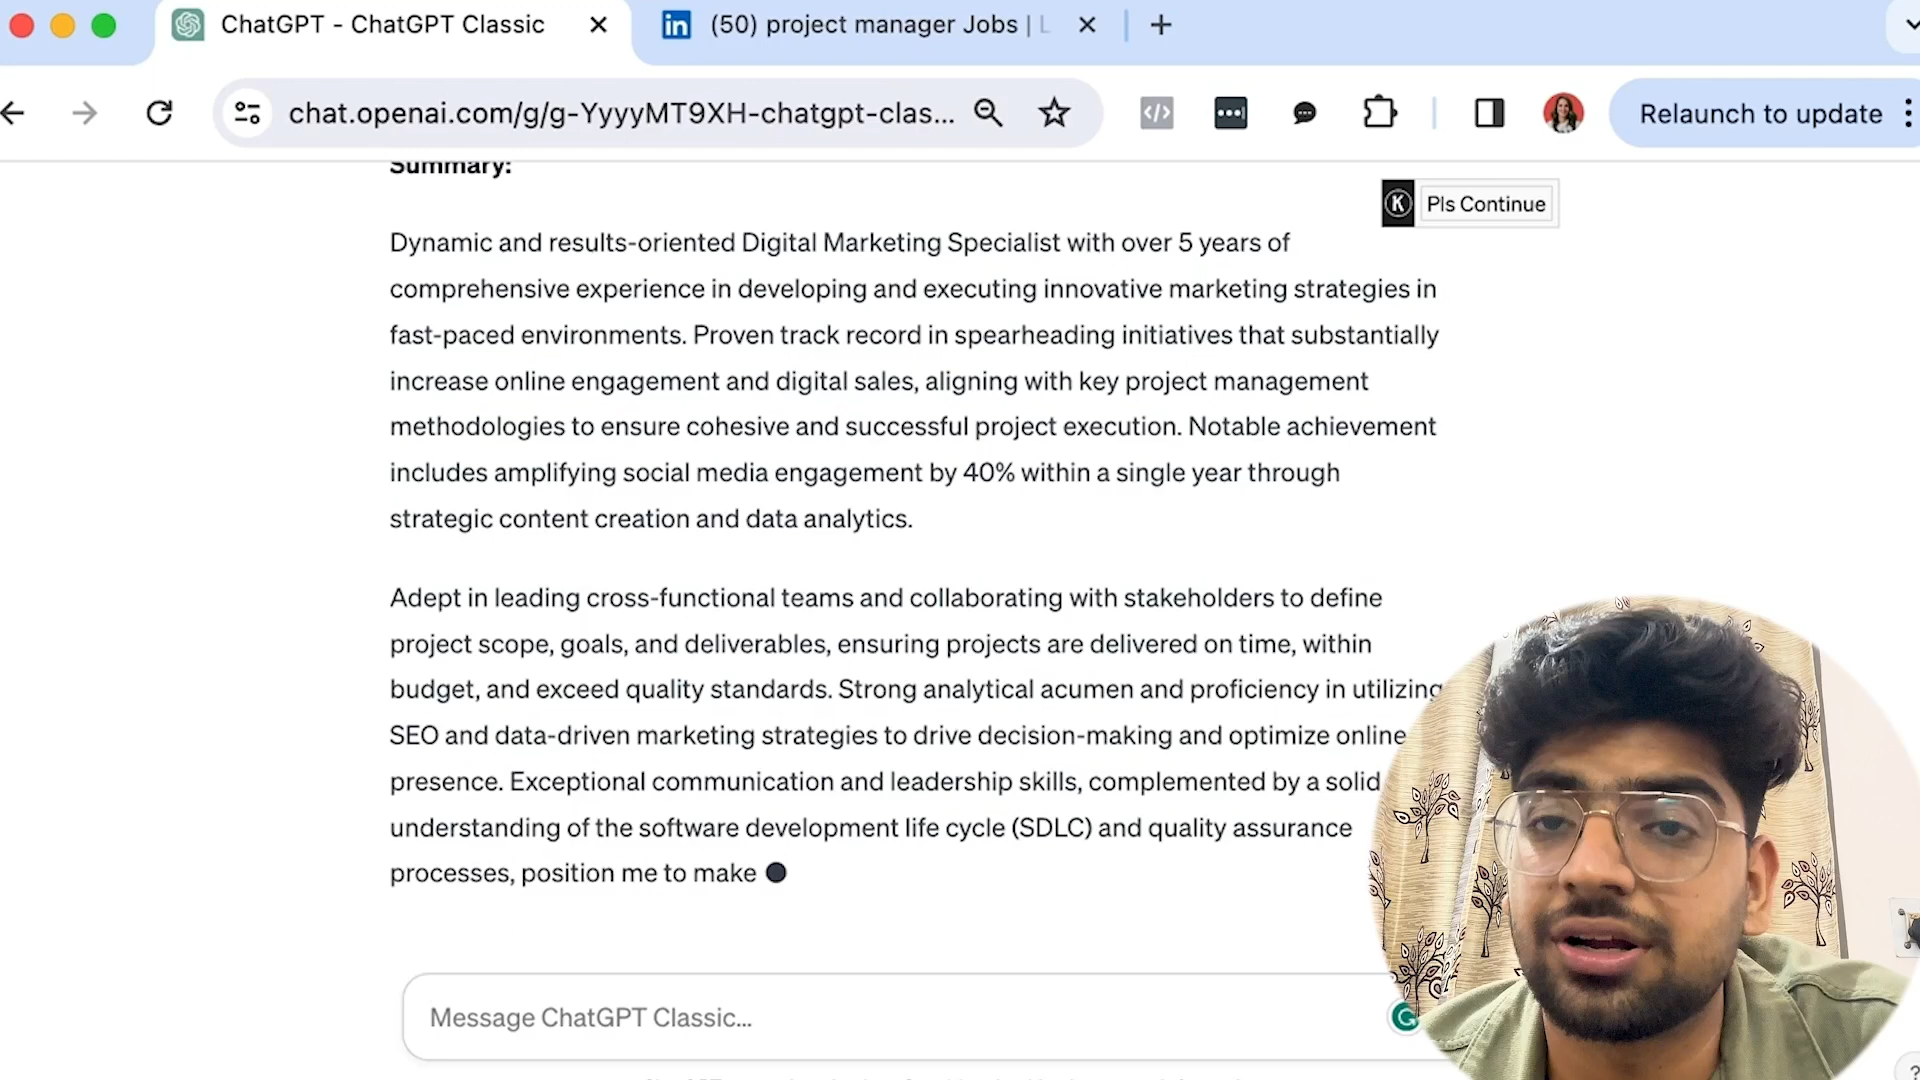 ChatGPT - ChatGPT Classic
(50) project manager Jobs | L
chat.openai.com/g/g-YyyyMT9XH-chatgpt-clas...
Relaunch to update
Summary:
K Pls Continue
Dynamic and results-oriented Digital Marketing Specialist with over 5 years of
comprehensive experience in developing and executing innovative marketing strategies in
fast-paced environments. Proven track record in spearheading initiatives that substantially
increase online engagement and digital sales, aligning with key project management
methodologies to ensure cohesive and successful project execution. Notable achievement
includes amplifying social media engagement by 40% within a single year through
strategic content creation and data analytics.
Adept in leading cross-functional teams and collaborating with stakeholders to define
project scope, goals, and deliverables, ensuring projects are delivered on time, within
budget, and exceed quality standards. Strong analytical acumen and proficiency in utilizing
SEO and data-driven marketing strategies to drive decision-making and optimize online
presence. Exceptional communication and leadership skills, complemented by a solid
understanding of the software development life cycle (SDLC) and quality assurance
processes, position me to make
Message ChatGPT Classic...